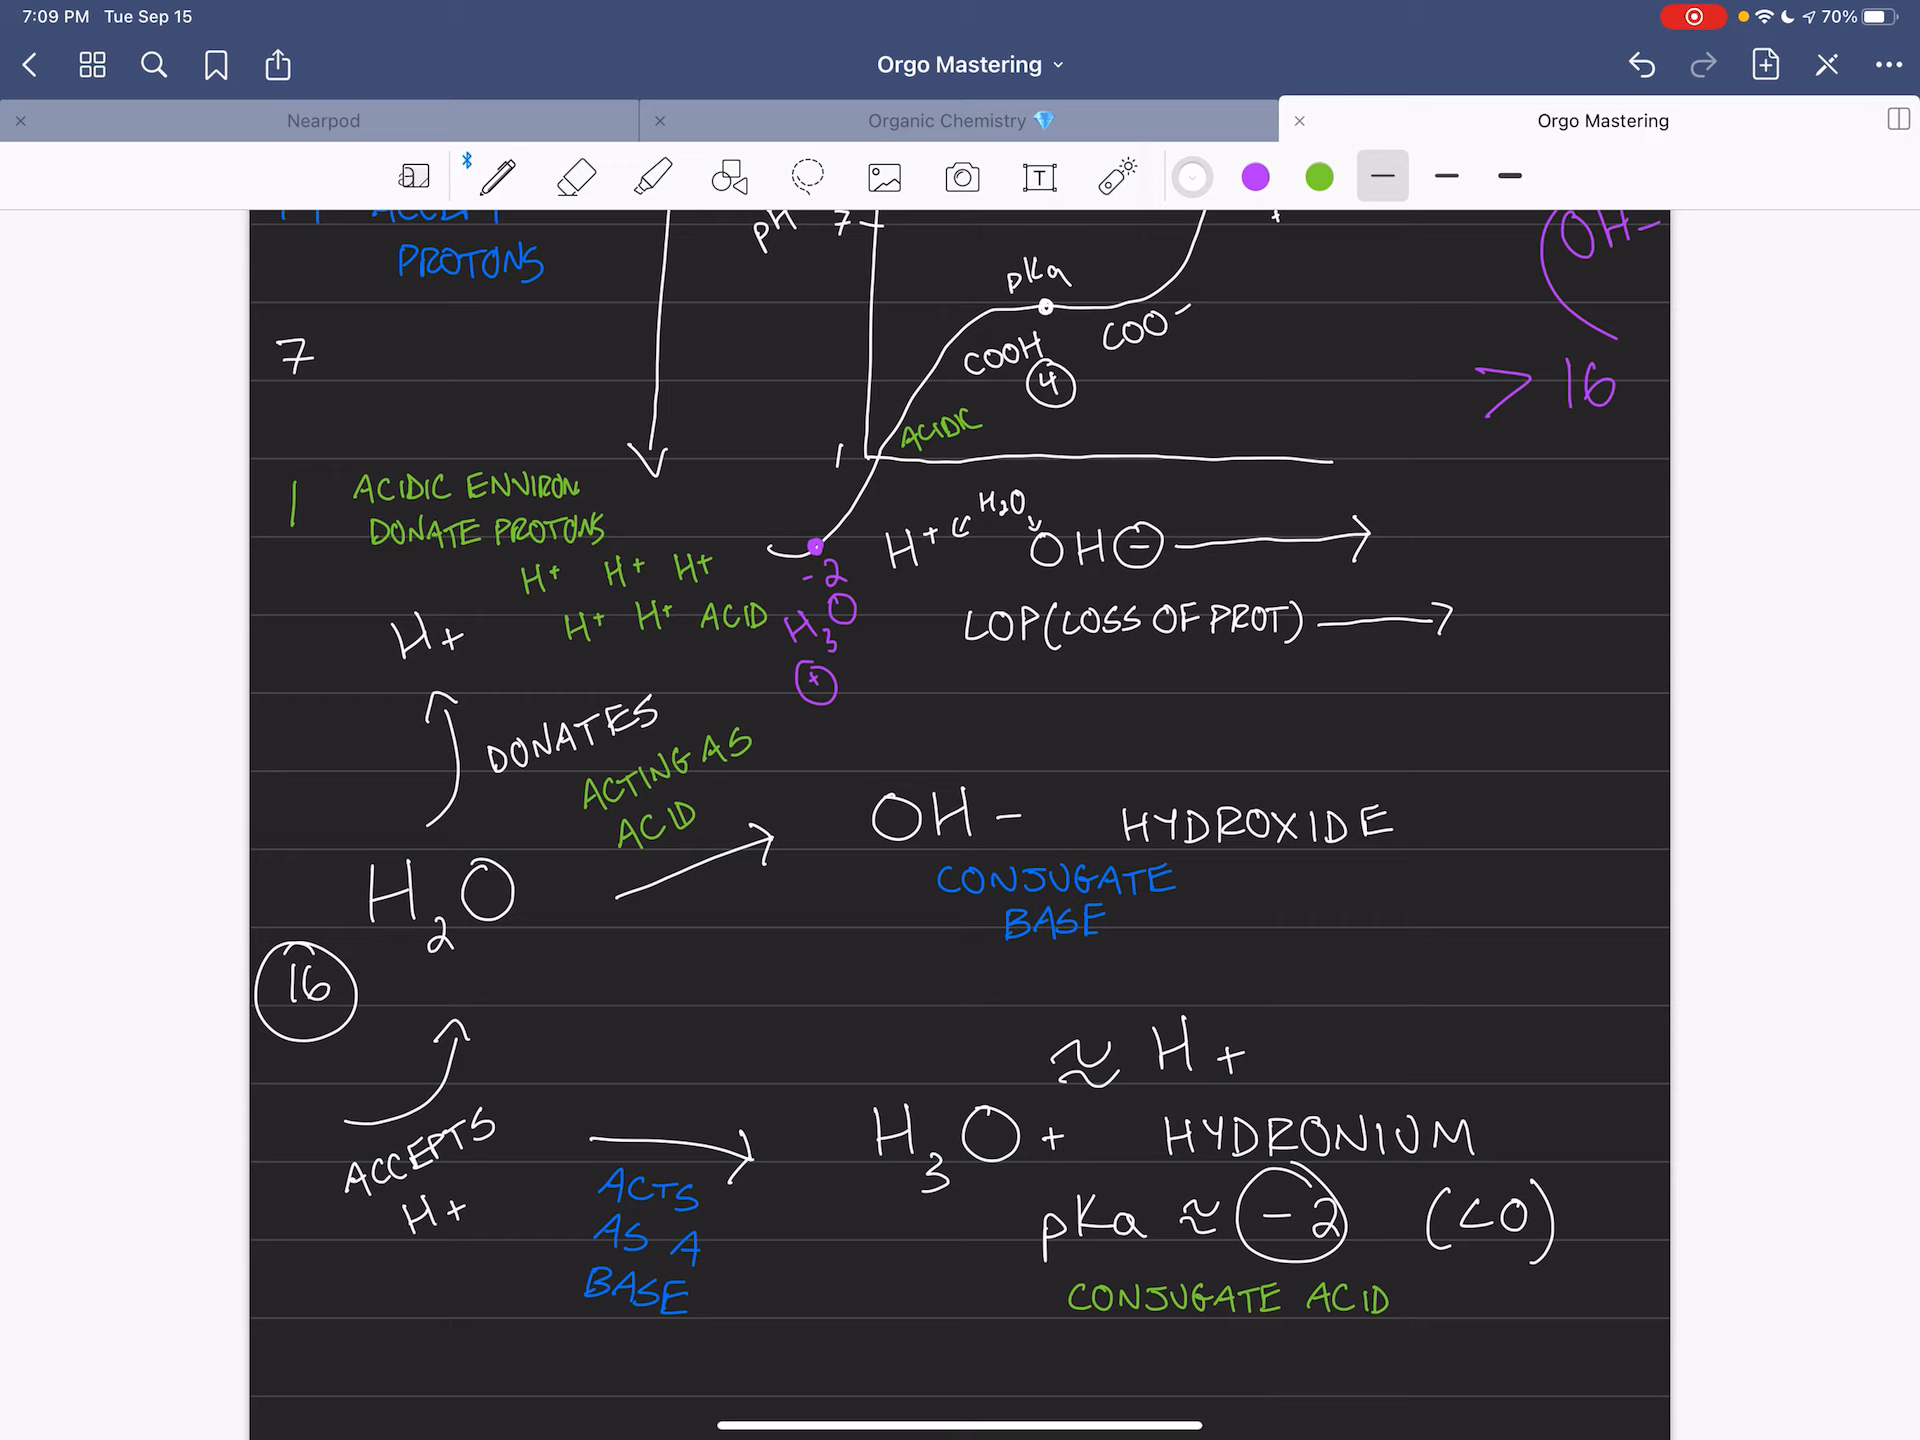 7:09 PM Tue Sep 15
70%
Orgo Mastering
Nearpod
Organic Chemistry 💎
Orgo Mastering
PROTONS
pH 7
OH-
pKa
COOH
COO-
4
7
> 16
ACIDIC
1
1 ACIDIC ENVIRON
DONATE PROTONS
H+ H+ H+
H+ H+ ACID
H+
-2
H3O
+
H+ H2O OH-
LOP(LOSS OF PROT)
DONATES
ACTING AS
ACID
H2O
OH - HYDROXIDE
CONJUGATE
BASE
16
≈ H+
ACCEPTS
H+
ACTS
AS A
BASE
H3O+ HYDRONIUM
pKa ≈ -2 (<0)
CONJUGATE ACID